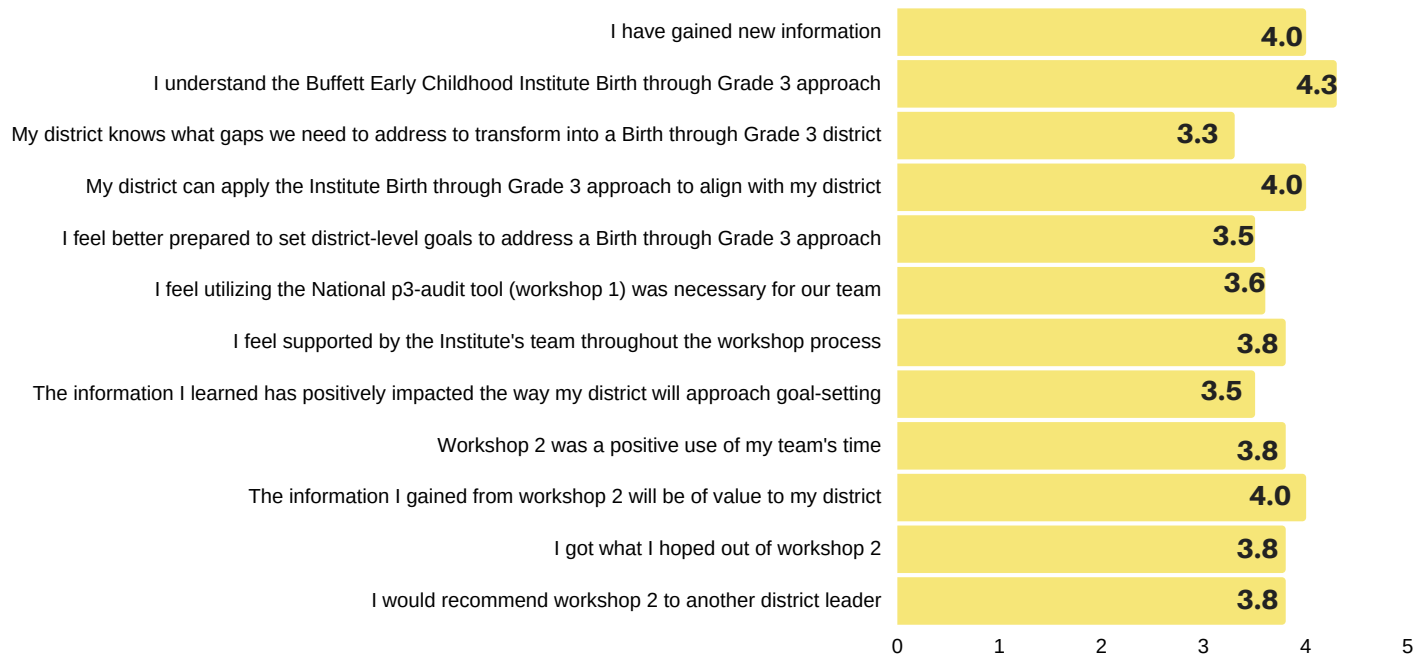 I have gained new information 4.0
I understand the Buffett Early Childhood Institute Birth through Grade 3 approach 4.3
My district knows what gaps we need to address to transform into a Birth through Grade 3 district 3.3
My district can apply the Institute Birth through Grade 3 approach to align with my district 4.0
I feel better prepared to set district-level goals to address a Birth through Grade 3 approach 3.5
I feel utilizing the National p3-audit tool (workshop 1) was necessary for our team 3.6
I feel supported by the Institute's team throughout the workshop process 3.8
The information I learned has positively impacted the way my district will approach goal-setting 3.5
Workshop 2 was a positive use of my team's time 3.8
The information I gained from workshop 2 will be of value to my district 4.0
I got what I hoped out of workshop 2 3.8
I would recommend workshop 2 to another district leader 3.8
0 1 2 3 4 5